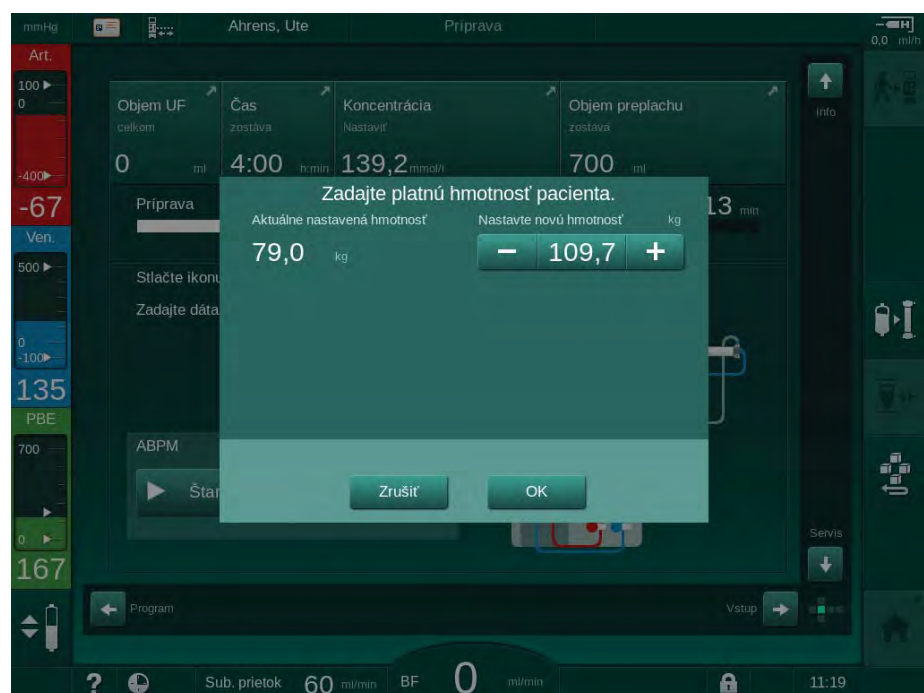 mmHg
Ahrens, Ute
Príprava
0,0 ml/h
Art.
100
0
-400
-67
Ven.
500
0
-100
135
PBE
700
0
167
Objem UF
celkom
0 ml
Čas
zostáva
4:00 h:min
Koncentrácia
Nastaviť
139,2 mmol/l
Objem preplachu
zostáva
700 ml
Info
Príprava
13 min
Zadajte platnú hmotnosť pacienta.
Aktuálne nastavená hmotnosť
79,0 kg
Nastavte novú hmotnosť kg
− 109,7 +
Stlačte ikonu
Zadajte dáta
ABPM
Štar
Zrušiť
OK
Servis
Program
Vstup
? Sub. prietok 60 ml/min BF 0 ml/min 11:19